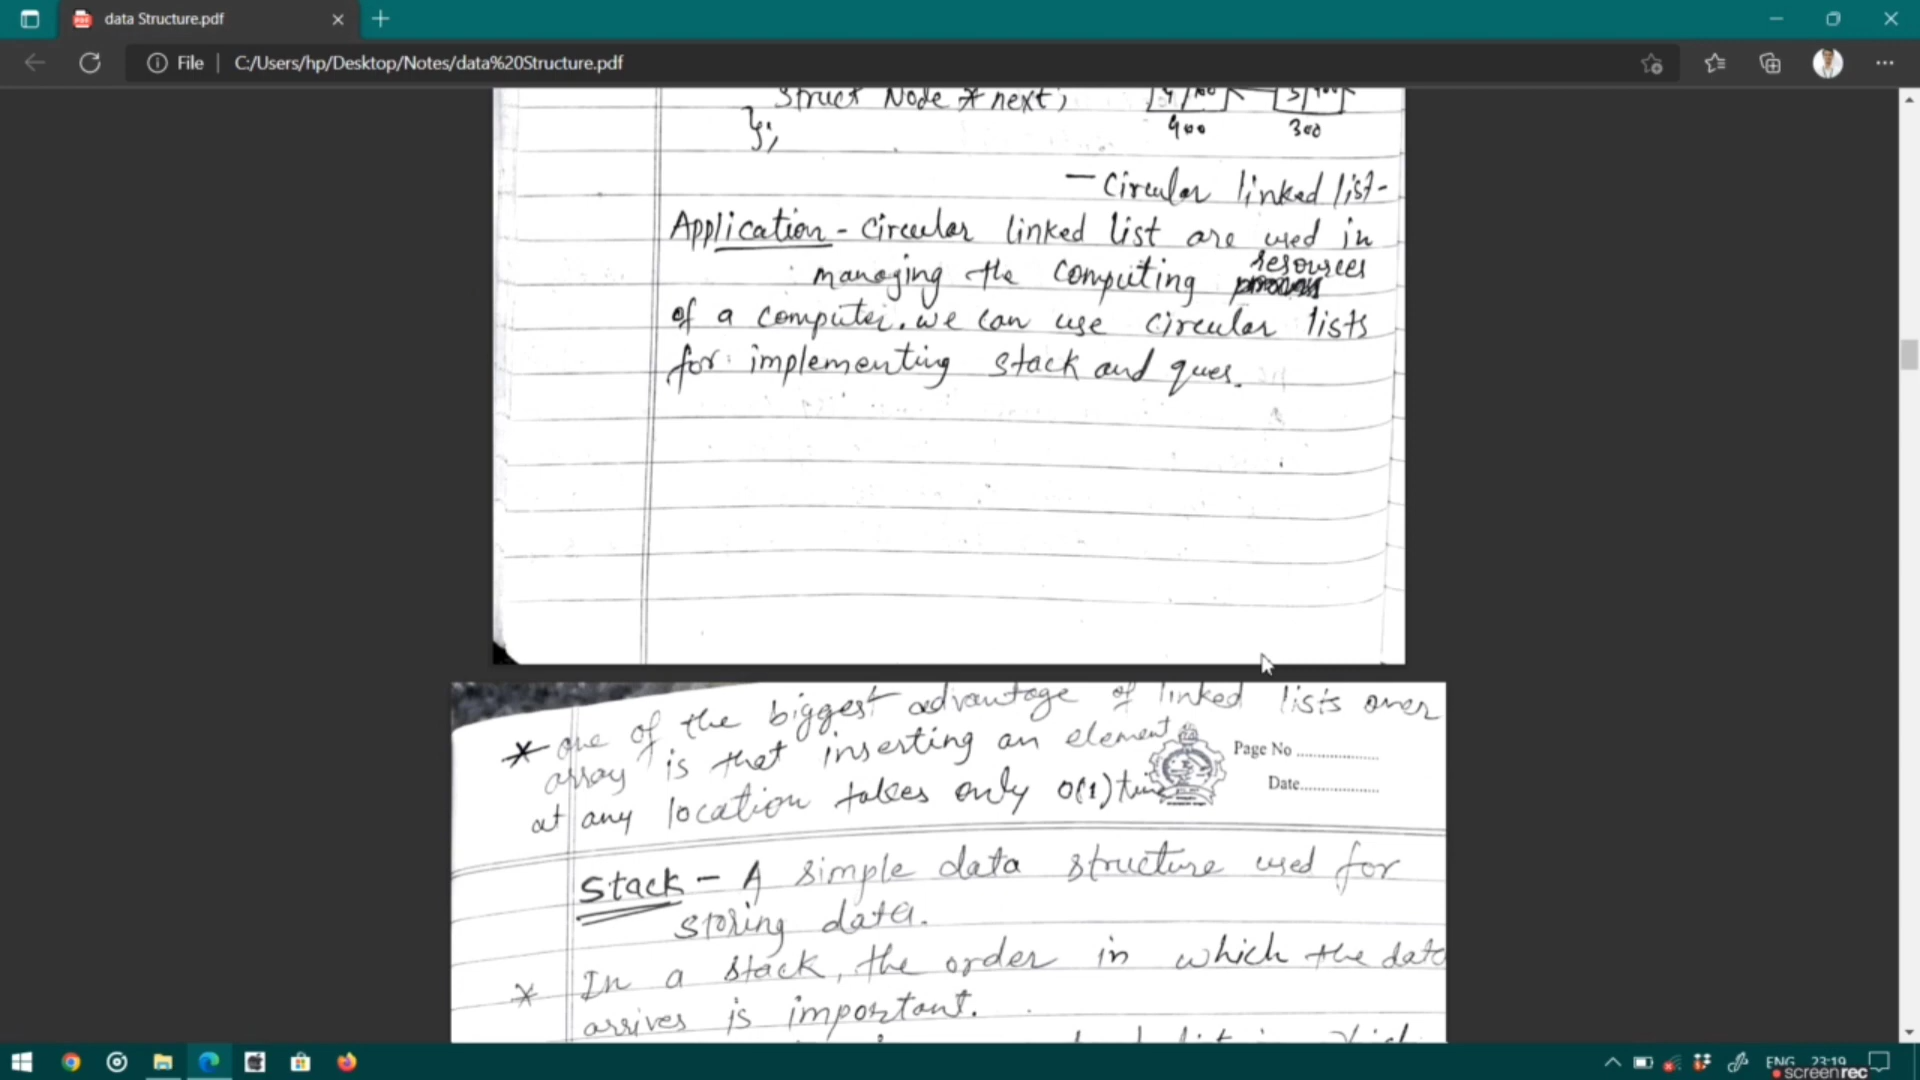 data Structure.pdf
File
C:/Users/hp/Desktop/Notes/data%20Structure.pdf
Struct Node * next;
};
400 300
- Circular linked list-
Application - Circular linked list are used in
resources
managing the computing
of a computer. we can use circular lists
for implementing stack and ques.
* one of the biggest advantage of linked lists over
array is that inserting an element
Page No
at any location takes only O(1) time
Date
Stack - A simple data structure used for
storing data.
* In a stack, the order in which the data
arrives is important.
ENG 23:19
screenrec